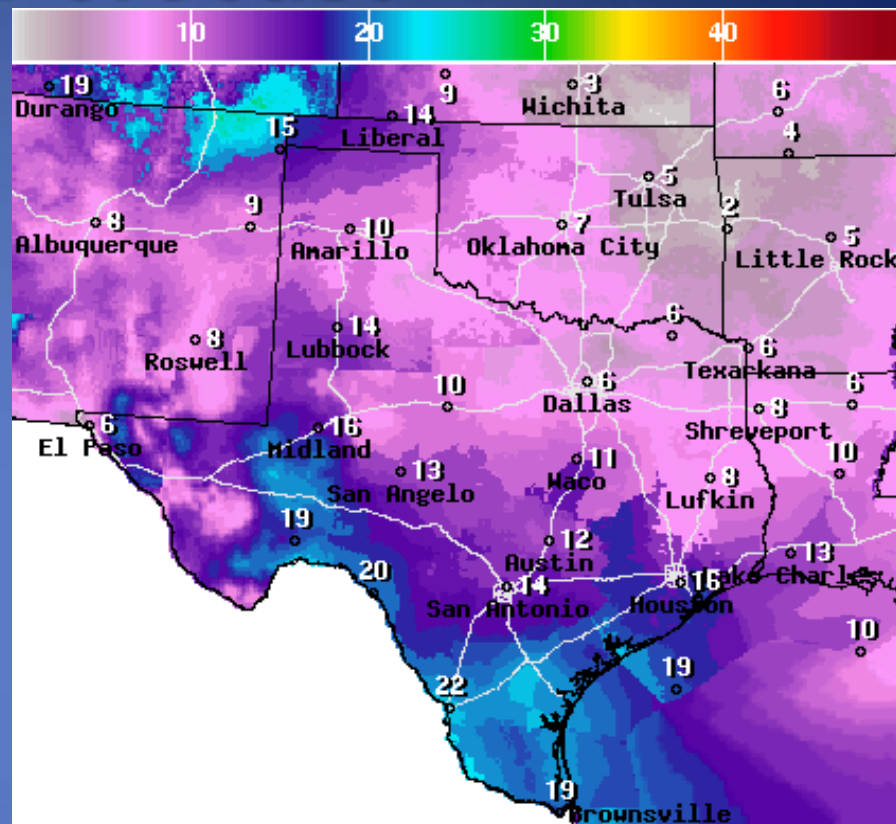 10 20 30 40
19 9 3 6
Durango Wichita
14
Liberal
15 4
5
Tulsa
8 9 10 7 2 5
Albuquerque Amarillo Oklahoma City Little Rock
14 6
8 Lubbock 6
Roswell Texarkana
10 6 6
Dallas
6 16 8
El Paso Midland Shreveport
13 11 8 10
San Angelo Waco Lufkin
19 12 13
Austin Lake Charles
20 14 16
San Antonio Houston
10
22 19
19
Brownsville